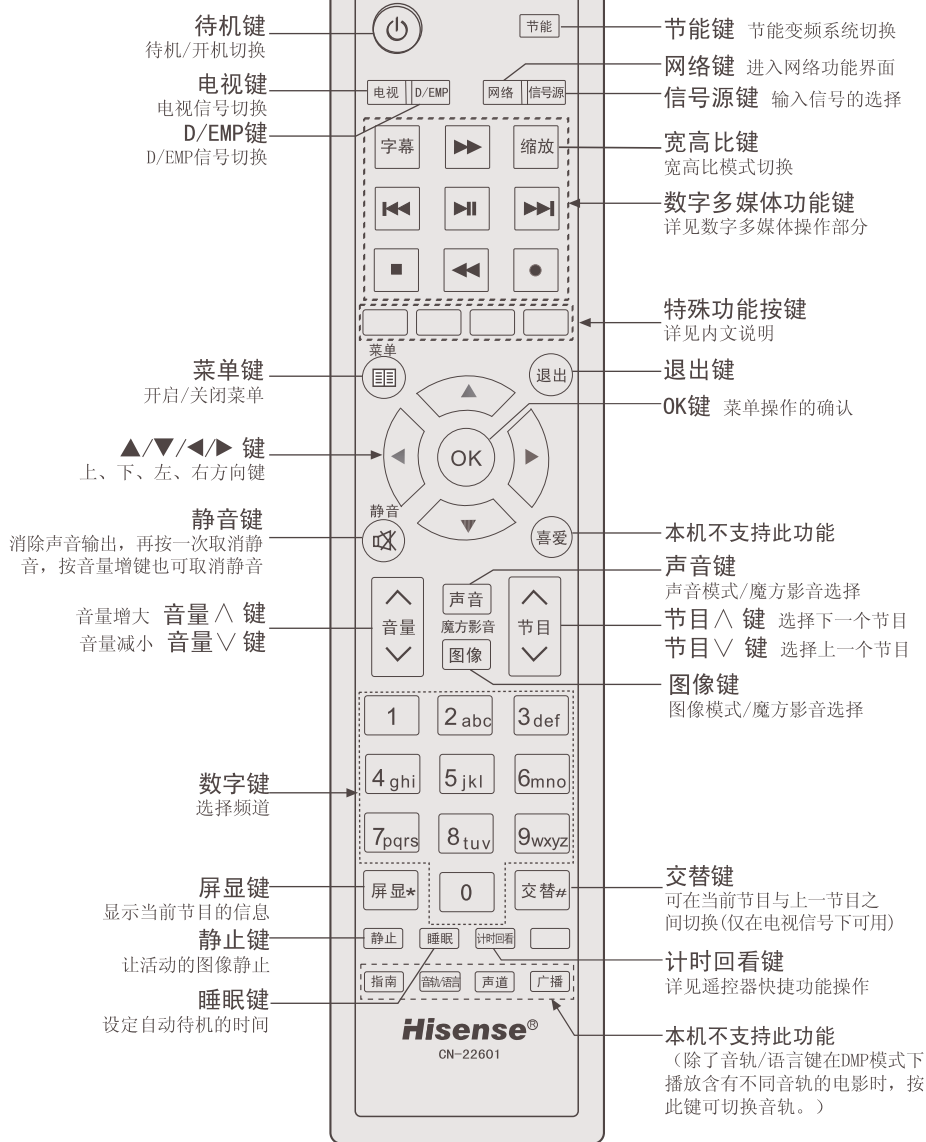 待机键
待机/开机切换
电视键
电视信号切换
D/EMP键
D/EMP信号切换
菜单键
开启/关闭菜单
▲/▼/◀/▶ 键
上、下、左、右方向键
静音键
消除声音输出，再按一次取消静
音，按音量增键也可取消静音
音量增大 音量∧键
音量减小 音量∨键
数字键
选择频道
屏显键
显示当前节目的信息
静止键
让活动的图像静止
睡眠键
设定自动待机的时间
节能
电视 D/EMP 网络 信号源
字幕 缩放
菜单
退出
OK
静音
喜爱
声音
音量 魔方影音 节目
图像
1 2 abc 3 def
4 ghi 5 jkl 6mno
7pqrs 8 tuv 9wxyz
屏显* 0 交替#
静止 睡眠 计时回看
指南 音轨/语言 声道 广播
Hisense®
CN-22601
节能键 节能变频系统切换
网络键 进入网络功能界面
信号源键 输入信号的选择
宽高比键
宽高比模式切换
数字多媒体功能键
详见数字多媒体操作部分
特殊功能按键
详见内文说明
退出键
OK键 菜单操作的确认
本机不支持此功能
声音键
声音模式/魔方影音选择
节目∧ 键 选择下一个节目
节目∨ 键 选择上一个节目
图像键
图像模式/魔方影音选择
交替键
可在当前节目与上一节目之
间切换(仅在电视信号下可用)
计时回看键
详见遥控器快捷功能操作
本机不支持此功能
（除了音轨/语言键在DMP模式下
播放含有不同音轨的电影时，按
此键可切换音轨。）